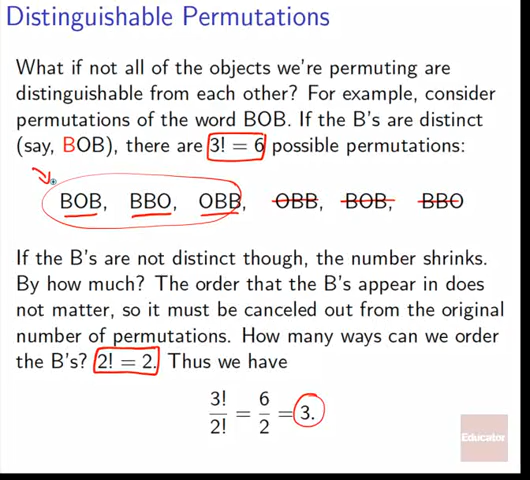 Distinguishable Permutations
What if not all of the objects we're permuting are
distinguishable from each other? For example, consider
permutations of the word BOB. If the B's are distinct
(say, BOB), there are 3! = 6 possible permutations:
BOB, BBO, OBB, OBB, BOB, BBO
If the B's are not distinct though, the number shrinks.
By how much? The order that the B's appear in does
not matter, so it must be canceled out from the original
number of permutations. How many ways can we order
the B's? 2! = 2. Thus we have
3!/2! = 6/2 = 3.
Educator